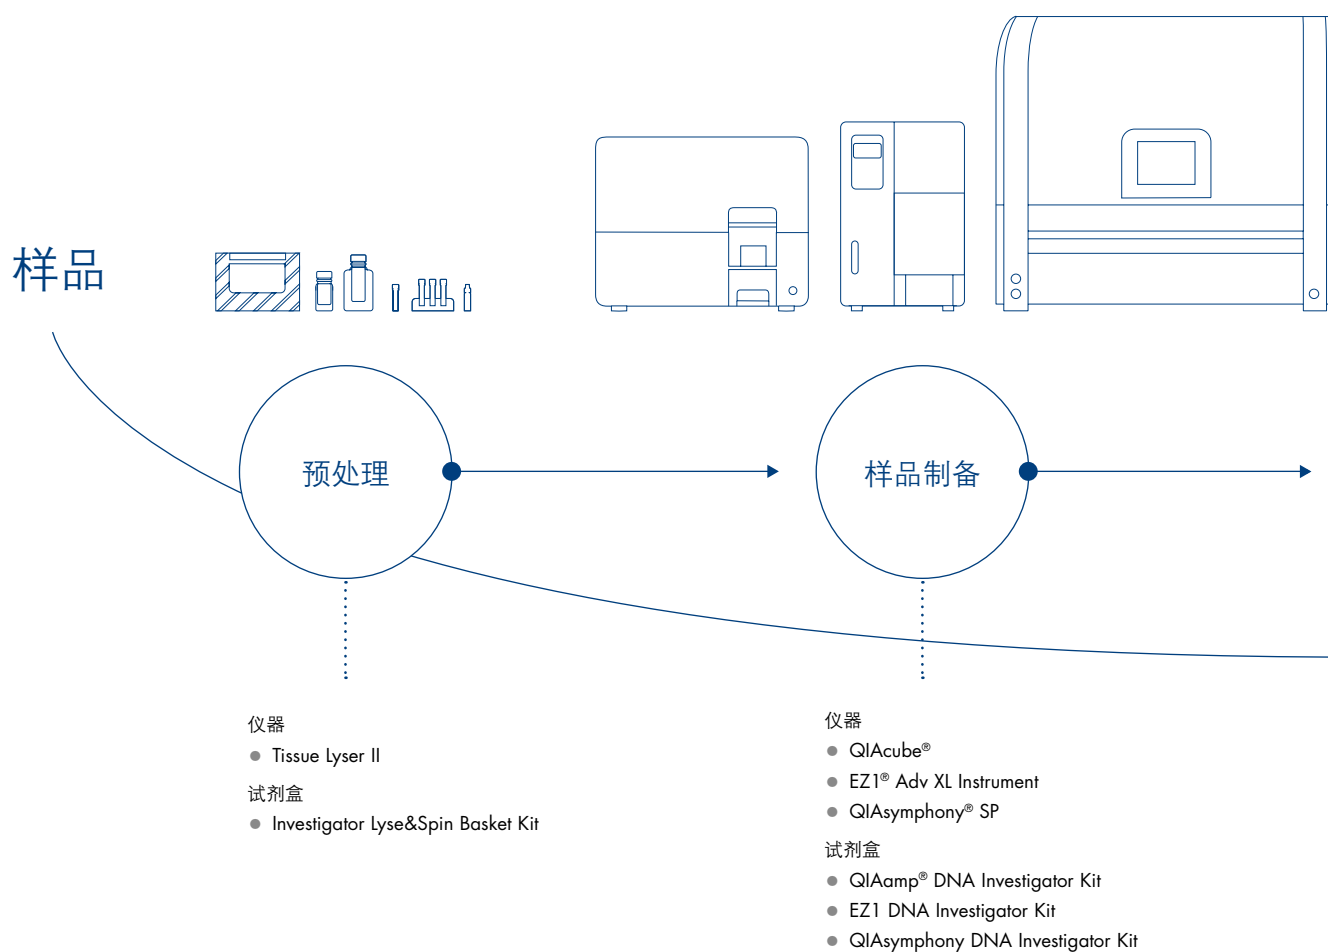 样品
预处理
样品制备
仪器
Tissue Lyser II
试剂盒
Investigator Lyse&Spin Basket Kit
仪器
QIAcube®
EZ1® Adv XL Instrument
QIAsymphony® SP
试剂盒
QIAamp® DNA Investigator Kit
EZ1 DNA Investigator Kit
QIAsymphony DNA Investigator Kit